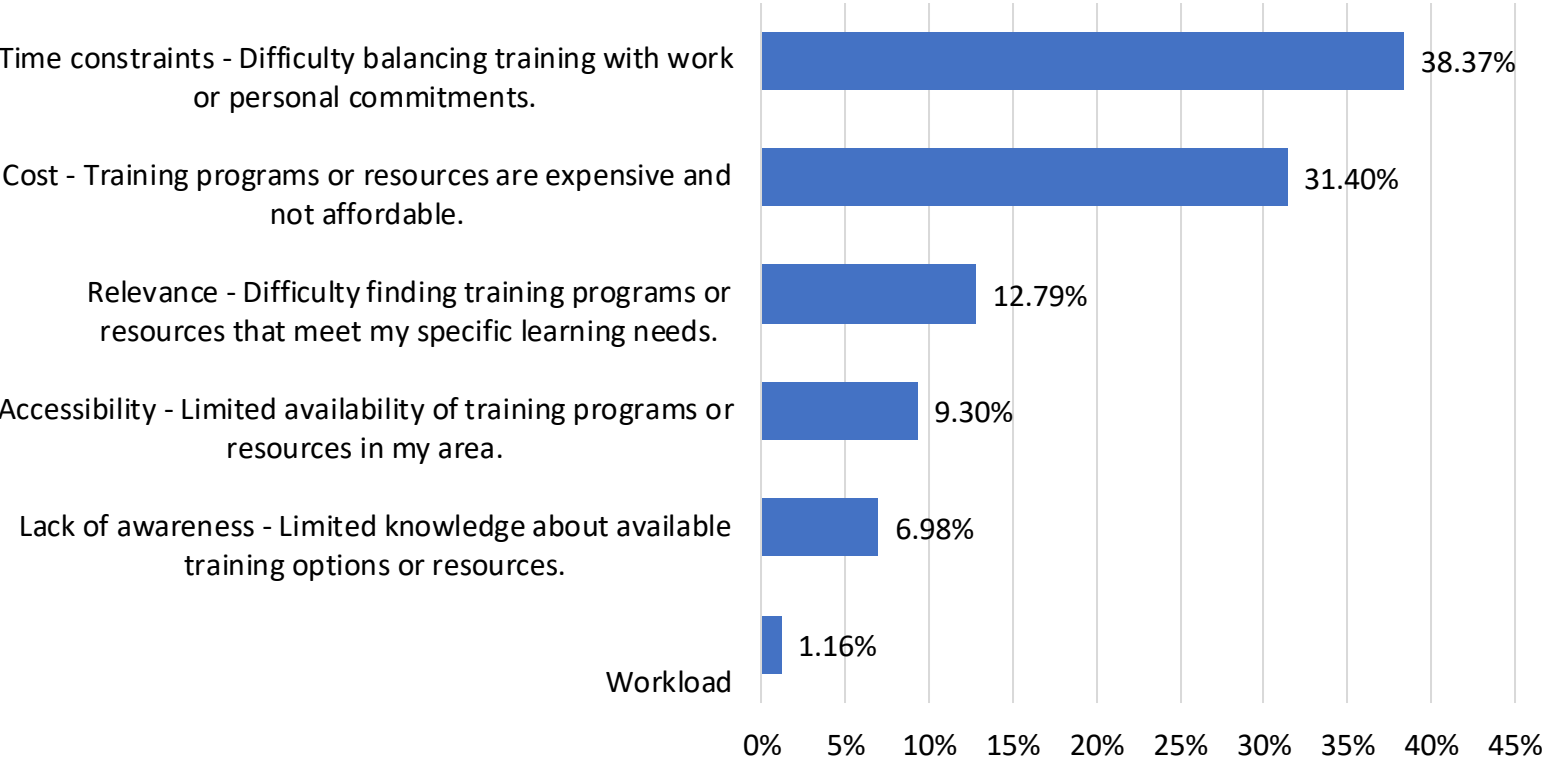 Time constraints - Difficulty balancing training with work
or personal commitments.
38.37%
Cost - Training programs or resources are expensive and
not affordable.
31.40%
Relevance - Difficulty finding training programs or
resources that meet my specific learning needs.
12.79%
Accessibility - Limited availability of training programs or
resources in my area.
9.30%
Lack of awareness - Limited knowledge about available
training options or resources.
6.98%
Workload
1.16%
0% 5% 10% 15% 20% 25% 30% 35% 40% 45%